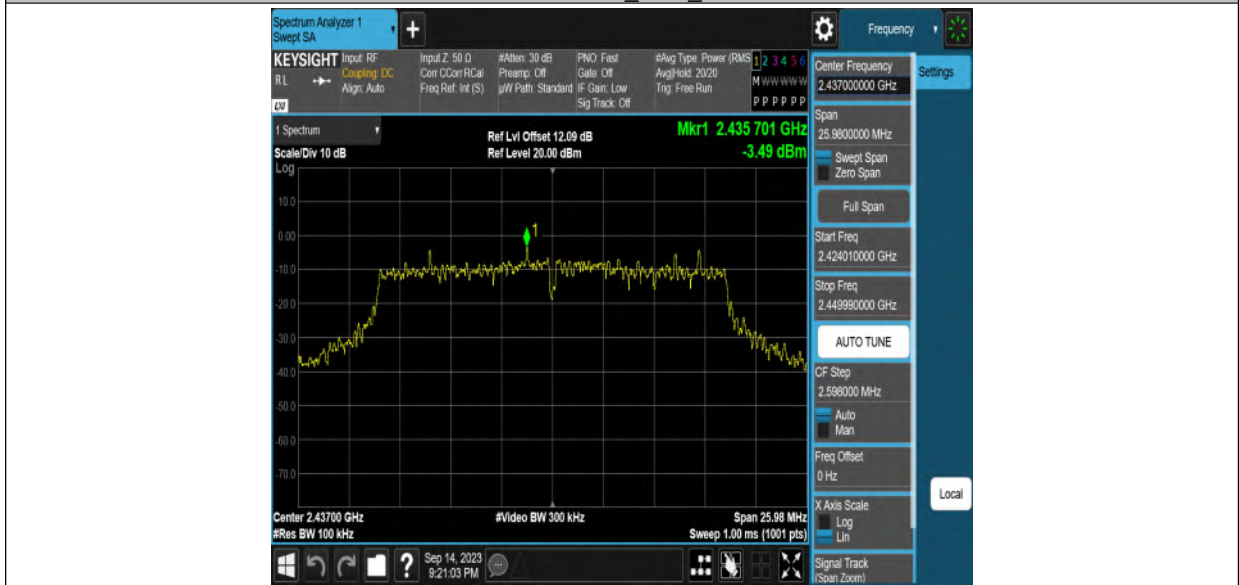 Spectrum Analyzer 1
Swept SA
+
Frequency
KEYSIGHT
Input: RF
Coupling: DC
Align: Auto
Input Z: 50 Ω
Corr CCorr RCal
Freq Ref: Int (S)
#Atten: 30 dB
Preamp: Off
µW Path: Standard
PNO: Fast
Gate: Off
IF Gain: Low
Sig Track: Off
#Avg Type: Power (RMS
Avg|Hold: 20/20
Trig: Free Run
1 2 3 4 5 6
M W W W W W
P P P P P P
R L
1 Spectrum
Scale/Div 10 dB
Log
Ref Lvl Offset 12.09 dB
Ref Level 20.00 dBm
Mkr1 2.435 701 GHz
-3.49 dBm
1
10.0
0.00
-10.0
-20.0
-30.0
-40.0
-50.0
-60.0
-70.0
Center 2.43700 GHz
#Res BW 100 kHz
#Video BW 300 kHz
Span 25.98 MHz
Sweep 1.00 ms (1001 pts)
Sep 14, 2023
9:21:03 PM
?
Center Frequency
2.437000000 GHz
Settings
Span
25.9800000 MHz
Swept Span
Zero Span
Full Span
Start Freq
2.424010000 GHz
Stop Freq
2.449990000 GHz
AUTO TUNE
CF Step
2.598000 MHz
Auto
Man
Freq Offset
0 Hz
X Axis Scale
Log
Lin
Local
Signal Track
(Span Zoom)